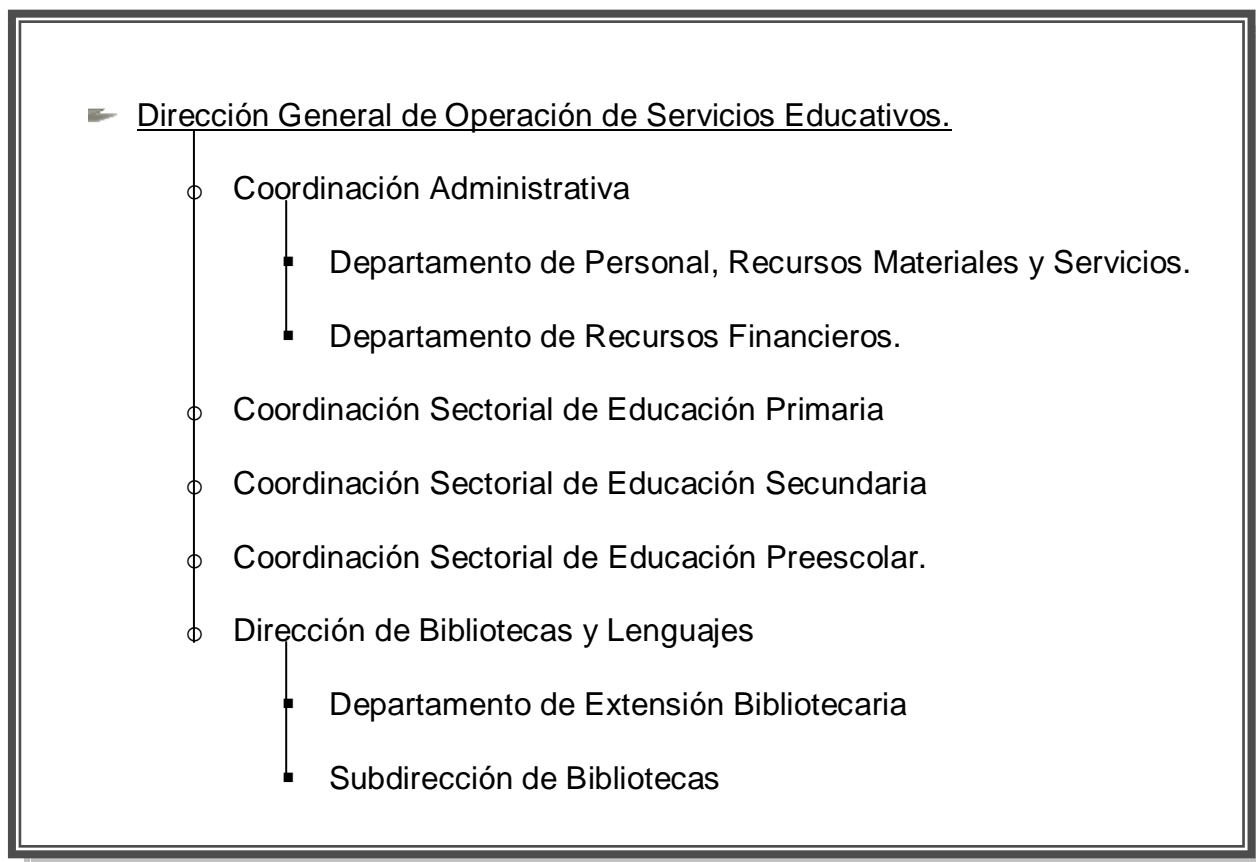 Dirección General de Operación de Servicios Educativos.
Coordinación Administrativa
Departamento de Personal, Recursos Materiales y Servicios.
Departamento de Recursos Financieros.
Coordinación Sectorial de Educación Primaria
Coordinación Sectorial de Educación Secundaria
Coordinación Sectorial de Educación Preescolar.
Dirección de Bibliotecas y Lenguajes
Departamento de Extensión Bibliotecaria
Subdirección de Bibliotecas